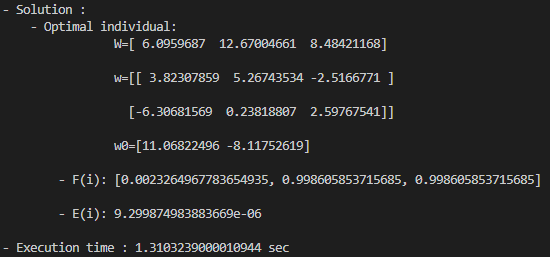 - Solution :
- Optimal individual:
W=[ 6.0959687  12.67004661  8.48421168]
w=[[ 3.82307859  5.26743534 -2.5166771 ]
[-6.30681569  0.23818807  2.59767541]]
w0=[11.06822496 -8.11752619]
- F(i): [0.0023264967783654935, 0.998605853715685, 0.998605853715685]
- E(i): 9.299874983883669e-06
- Execution time : 1.3103239000010944 sec